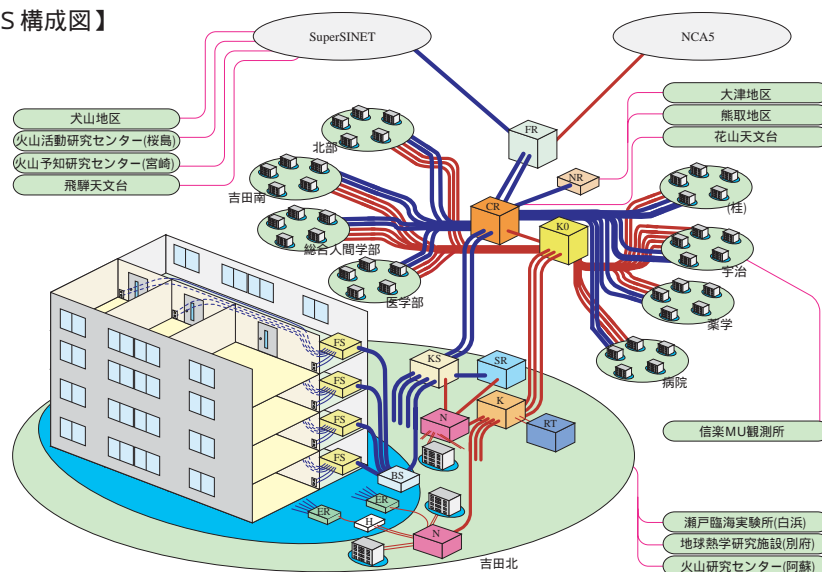 S 構成図】
SuperSINET
NCA5
犬山地区
火山活動研究センター(桜島)
火山予知研究センター(宮崎)
飛騨天文台
大津地区
熊取地区
花山天文台
FR
NR
CR
K0
北部
吉田南
総合人間学部
医学部
(桂)
宇治
薬学
病院
FS
FS
FS
FS
KS
SR
K
N
RT
BS
ER
ER
H
N
吉田北
信楽MU観測所
瀬戸臨海実験所(白浜)
地球熱学研究施設(別府)
火山研究センター(阿蘇)